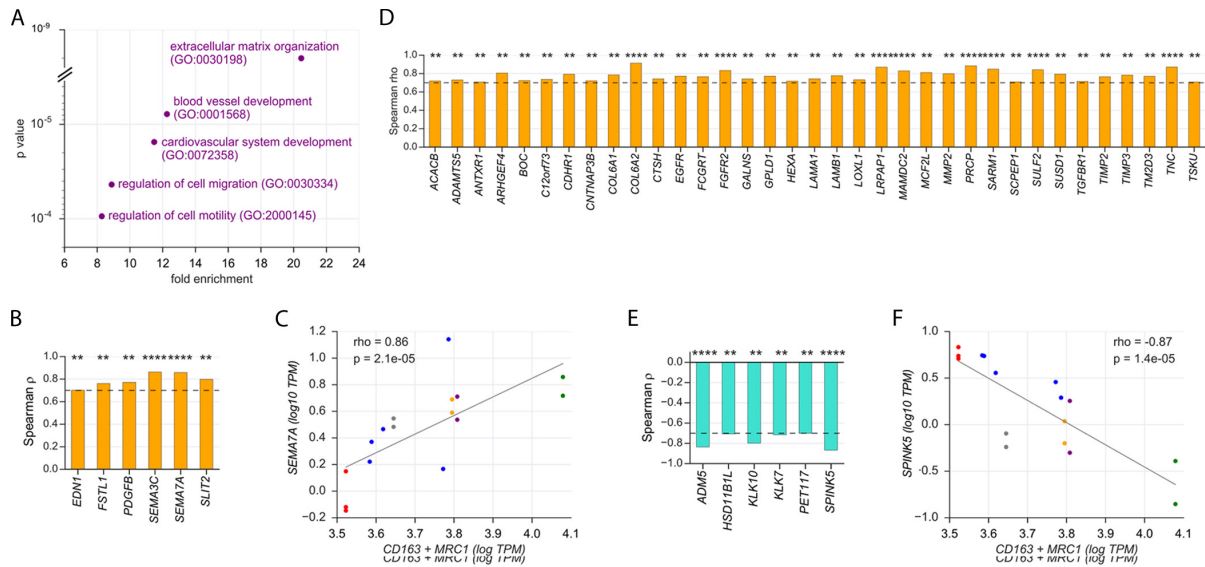 A
10-9
extracellular matrix organization
(GO:0030198)
blood vessel development
(GO:0001568)
10-5
cardiovascular system development
(GO:0072358)
regulation of cell migration (GO:0030334)
10-4
regulation of cell motility (GO:2000145)
p value
6 8 10 12 14 16 18 20 22 24
fold enrichment
D
** ** ** ** ** ** ** ** ** **** ** ** ** **** ** ** ** ** ** ** **** **** ** ** **** **** ** **** ** ** ** ** ** **** **
1.0
0.8
0.6
0.4
0.2
0.0
Spearman rho
ACACB
ADAMTS5
ANTXR1
ARHGEF4
BOC
C12orf73
CDHR1
CNTNAP3B
COL6A1
COL6A2
CTSH
EGFR
FCGRT
FGFR2
GALNS
GPLD1
HEXA
LAMA1
LAMB1
LOXL1
LRPAP1
MAMDC2
MCF2L
MMP2
PRCP
SARM1
SCPEP1
SULF2
SUSD1
TGFBR1
TIMP2
TIMP3
TM2D3
TNC
TSKU
B
** ** ** **** **** **
1.0
0.8
0.6
0.4
0.2
0.0
Spearman ρ
EDN1
FSTL1
PDGFB
SEMA3C
SEMA7A
SLIT2
C
1.2
1.0
0.8
0.6
0.4
0.2
0.0
−0.2
SEMA7A (log10 TPM)
rho = 0.86
p = 2.1e-05
3.5 3.6 3.7 3.8 3.9 4.0 4.1
CD163 + MRC1 (log TPM)
CD163 + MRC1 (log TPM)
E
**** ** ** ** ** ****
0.0
−0.2
−0.4
−0.6
−0.8
−1.0
Spearman ρ
ADM5
HSD11B1L
KLK10
KLK7
PET117
SPINK5
F
1.0
0.5
0.0
−0.5
−1.0
SPINK5 (log10 TPM)
rho = -0.87
p = 1.4e-05
3.5 3.6 3.7 3.8 3.9 4.0 4.1
CD163 + MRC1 (log TPM)
CD163 + MRC1 (log TPM)